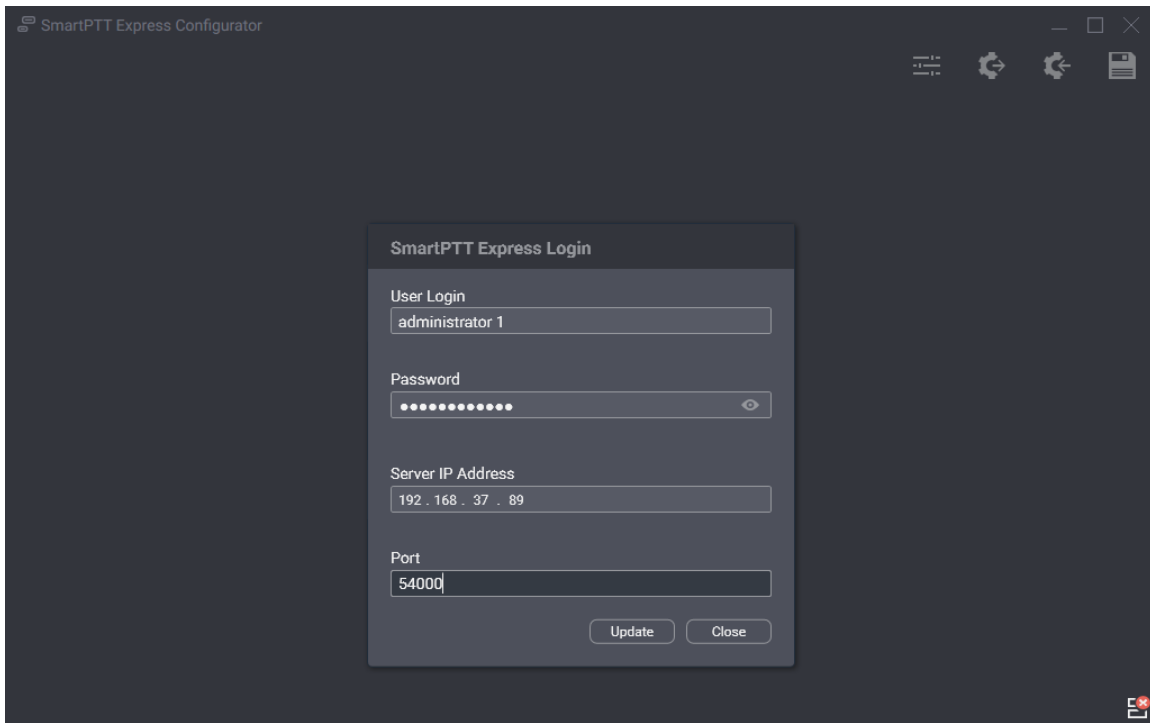 SmartPTT Express Configurator
SmartPTT Express Login
User Login
administrator 1
Password
●●●●●●●●●●●●
Server IP Address
192 . 168 . 37 . 89
Port
54000
Update Close